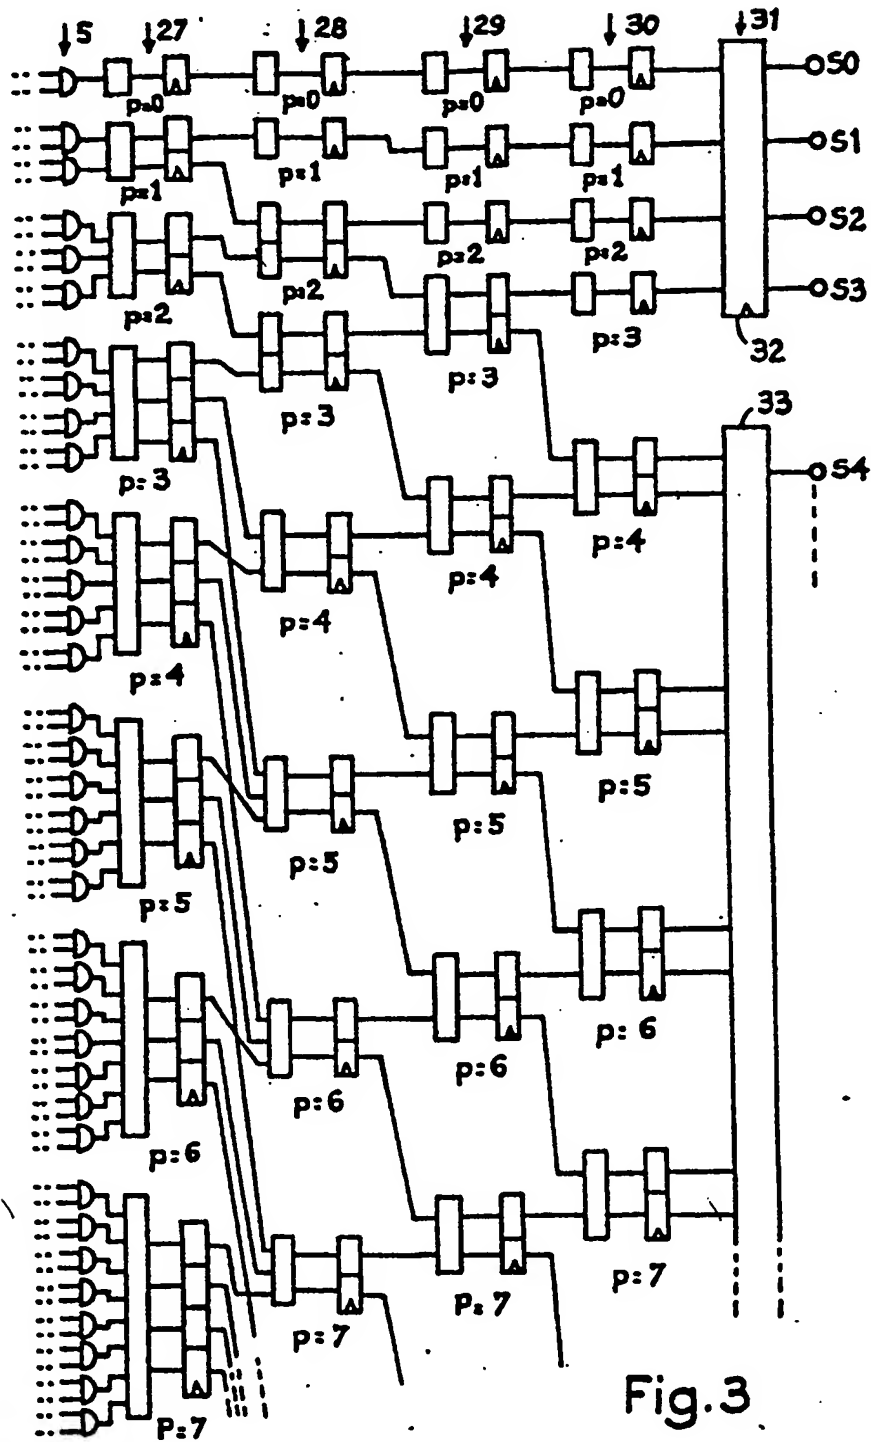 5 27 28 29 30 31
S0
p=0 p=0 p=0 p=0
S1
p=1 p=1 p=1 p=1
S2
p=2 p=2 p=2 p=2
S3
p=3 p=3 p=3 p=3
32
33
S4
p=4 p=4 p=4 p=4
p=5 p=5 p=5 p=5
p=6 p=6 p=6 p=6
P=7 p=7 P=7 p=7
Fig.3